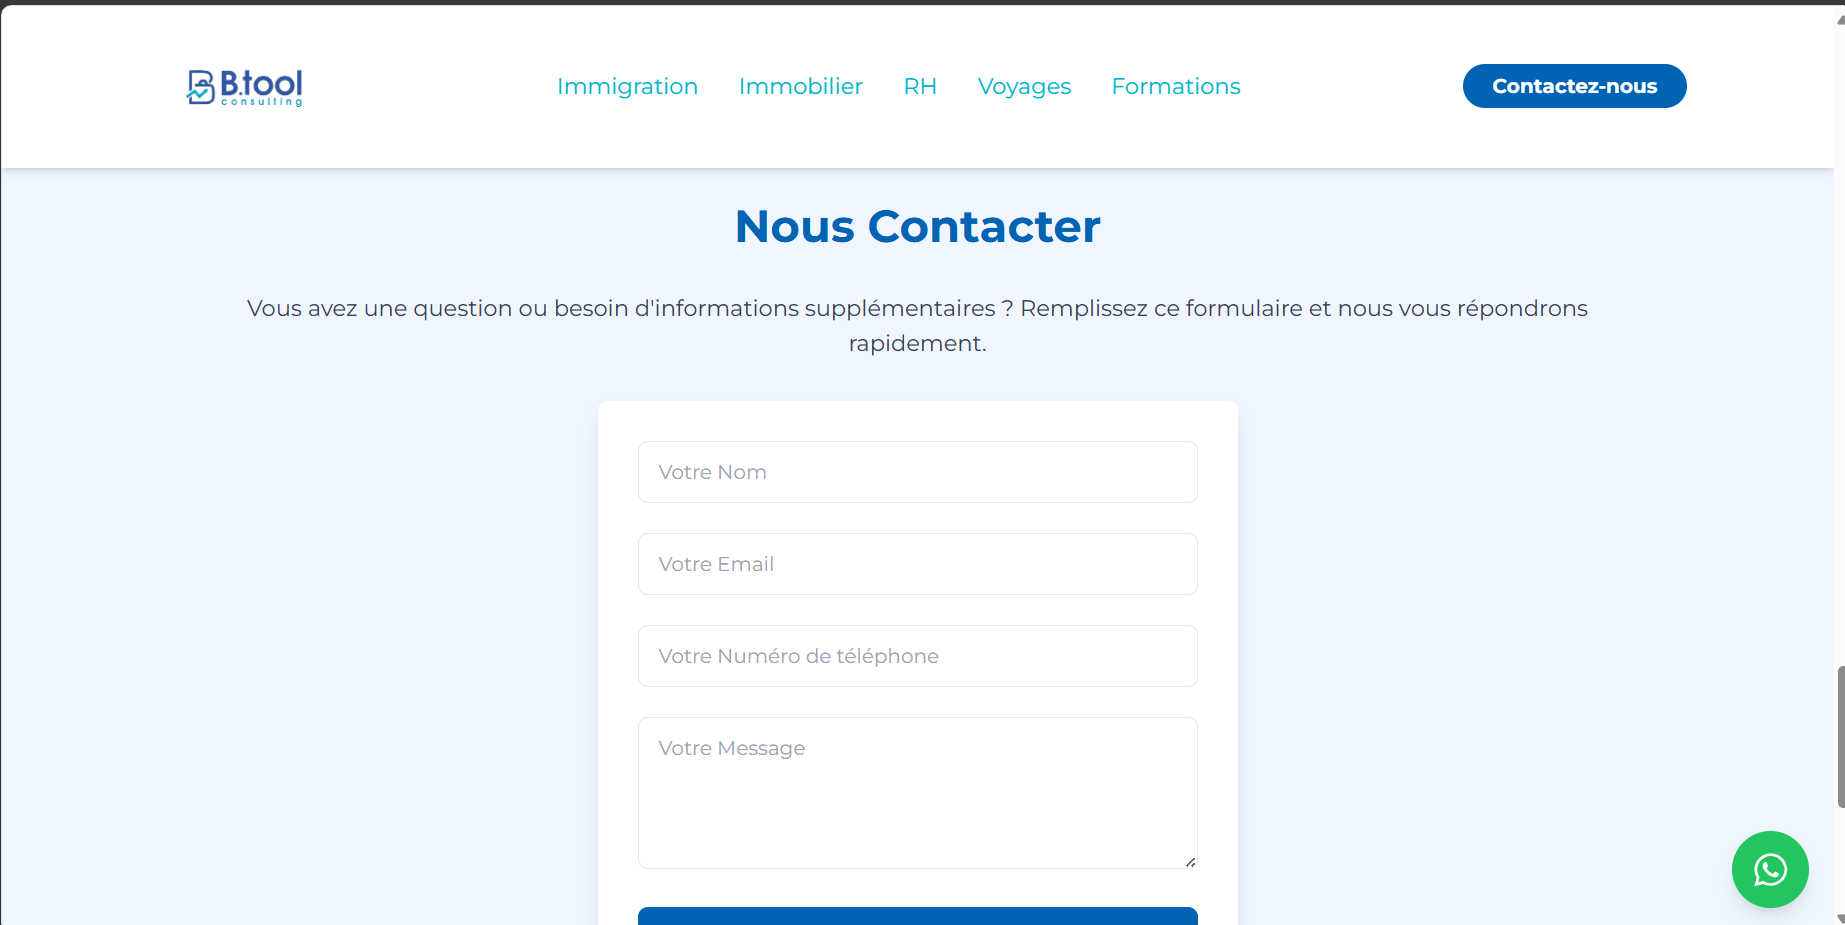 B.tool
consulting
Immigration
Immobilier
RH
Voyages
Formations
Contactez-nous
Nous Contacter
Vous avez une question ou besoin d'informations supplémentaires ? Remplissez ce formulaire et nous vous répondrons
rapidement.
Votre Nom
Votre Email
Votre Numéro de téléphone
Votre Message